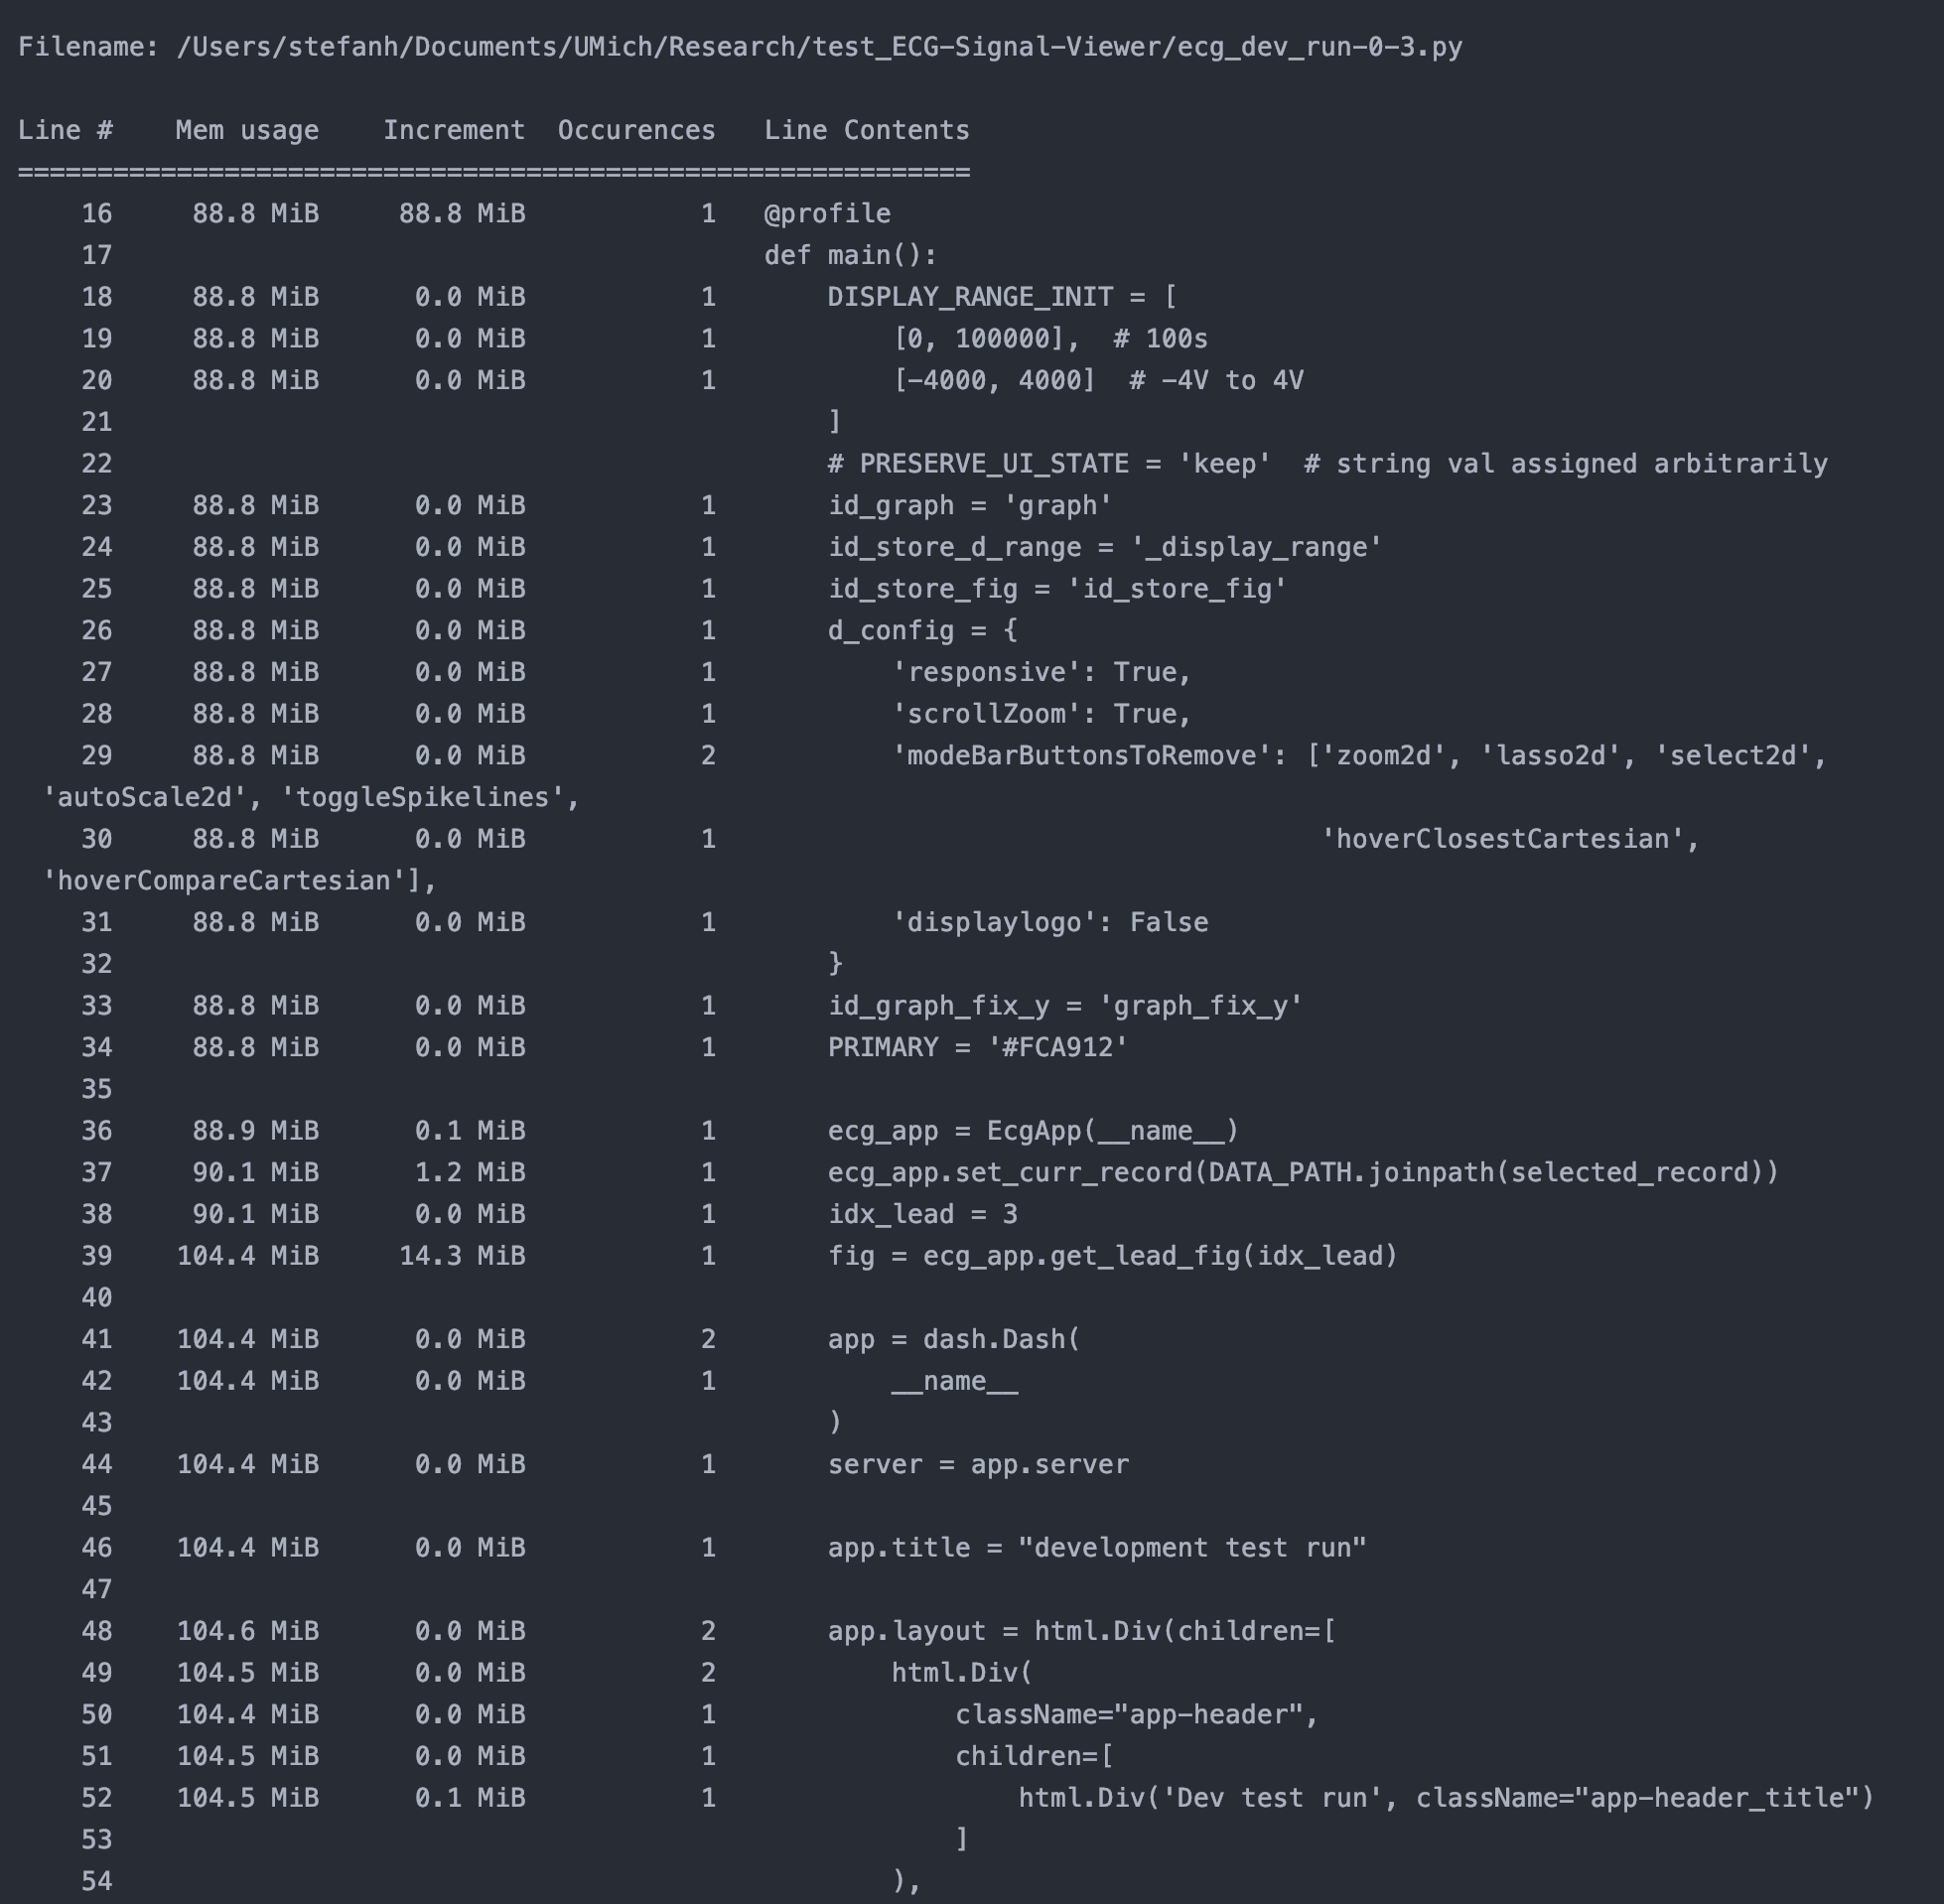 Filename: /Users/stefanh/Documents/UMich/Research/test_ECG-Signal-Viewer/ecg_dev_run-0-3.py

Line #    Mem usage    Increment  Occurences   Line Contents
============================================================
    16     88.8 MiB     88.8 MiB           1   @profile
    17                                         def main():
    18     88.8 MiB      0.0 MiB           1       DISPLAY_RANGE_INIT = [
    19     88.8 MiB      0.0 MiB           1           [0, 100000],  # 100s
    20     88.8 MiB      0.0 MiB           1           [-4000, 4000]  # -4V to 4V
    21                                             ]
    22                                             # PRESERVE_UI_STATE = 'keep'  # string val assigned arbitrarily
    23     88.8 MiB      0.0 MiB           1       id_graph = 'graph'
    24     88.8 MiB      0.0 MiB           1       id_store_d_range = '_display_range'
    25     88.8 MiB      0.0 MiB           1       id_store_fig = 'id_store_fig'
    26     88.8 MiB      0.0 MiB           1       d_config = {
    27     88.8 MiB      0.0 MiB           1           'responsive': True,
    28     88.8 MiB      0.0 MiB           1           'scrollZoom': True,
    29     88.8 MiB      0.0 MiB           2           'modeBarButtonsToRemove': ['zoom2d', 'lasso2d', 'select2d',
 'autoScale2d', 'toggleSpikelines',
    30     88.8 MiB      0.0 MiB           1                                      'hoverClosestCartesian',
 'hoverCompareCartesian'],
    31     88.8 MiB      0.0 MiB           1           'displaylogo': False
    32                                             }
    33     88.8 MiB      0.0 MiB           1       id_graph_fix_y = 'graph_fix_y'
    34     88.8 MiB      0.0 MiB           1       PRIMARY = '#FCA912'
    35
    36     88.9 MiB      0.1 MiB           1       ecg_app = EcgApp(__name__)
    37     90.1 MiB      1.2 MiB           1       ecg_app.set_curr_record(DATA_PATH.joinpath(selected_record))
    38     90.1 MiB      0.0 MiB           1       idx_lead = 3
    39    104.4 MiB     14.3 MiB           1       fig = ecg_app.get_lead_fig(idx_lead)
    40
    41    104.4 MiB      0.0 MiB           2       app = dash.Dash(
    42    104.4 MiB      0.0 MiB           1           __name__
    43                                             )
    44    104.4 MiB      0.0 MiB           1       server = app.server
    45
    46    104.4 MiB      0.0 MiB           1       app.title = "development test run"
    47
    48    104.6 MiB      0.0 MiB           2       app.layout = html.Div(children=[
    49    104.5 MiB      0.0 MiB           2           html.Div(
    50    104.4 MiB      0.0 MiB           1               className="app-header",
    51    104.5 MiB      0.0 MiB           1               children=[
    52    104.5 MiB      0.1 MiB           1                   html.Div('Dev test run', className="app-header_title")
    53                                                     ]
    54                                                 ),